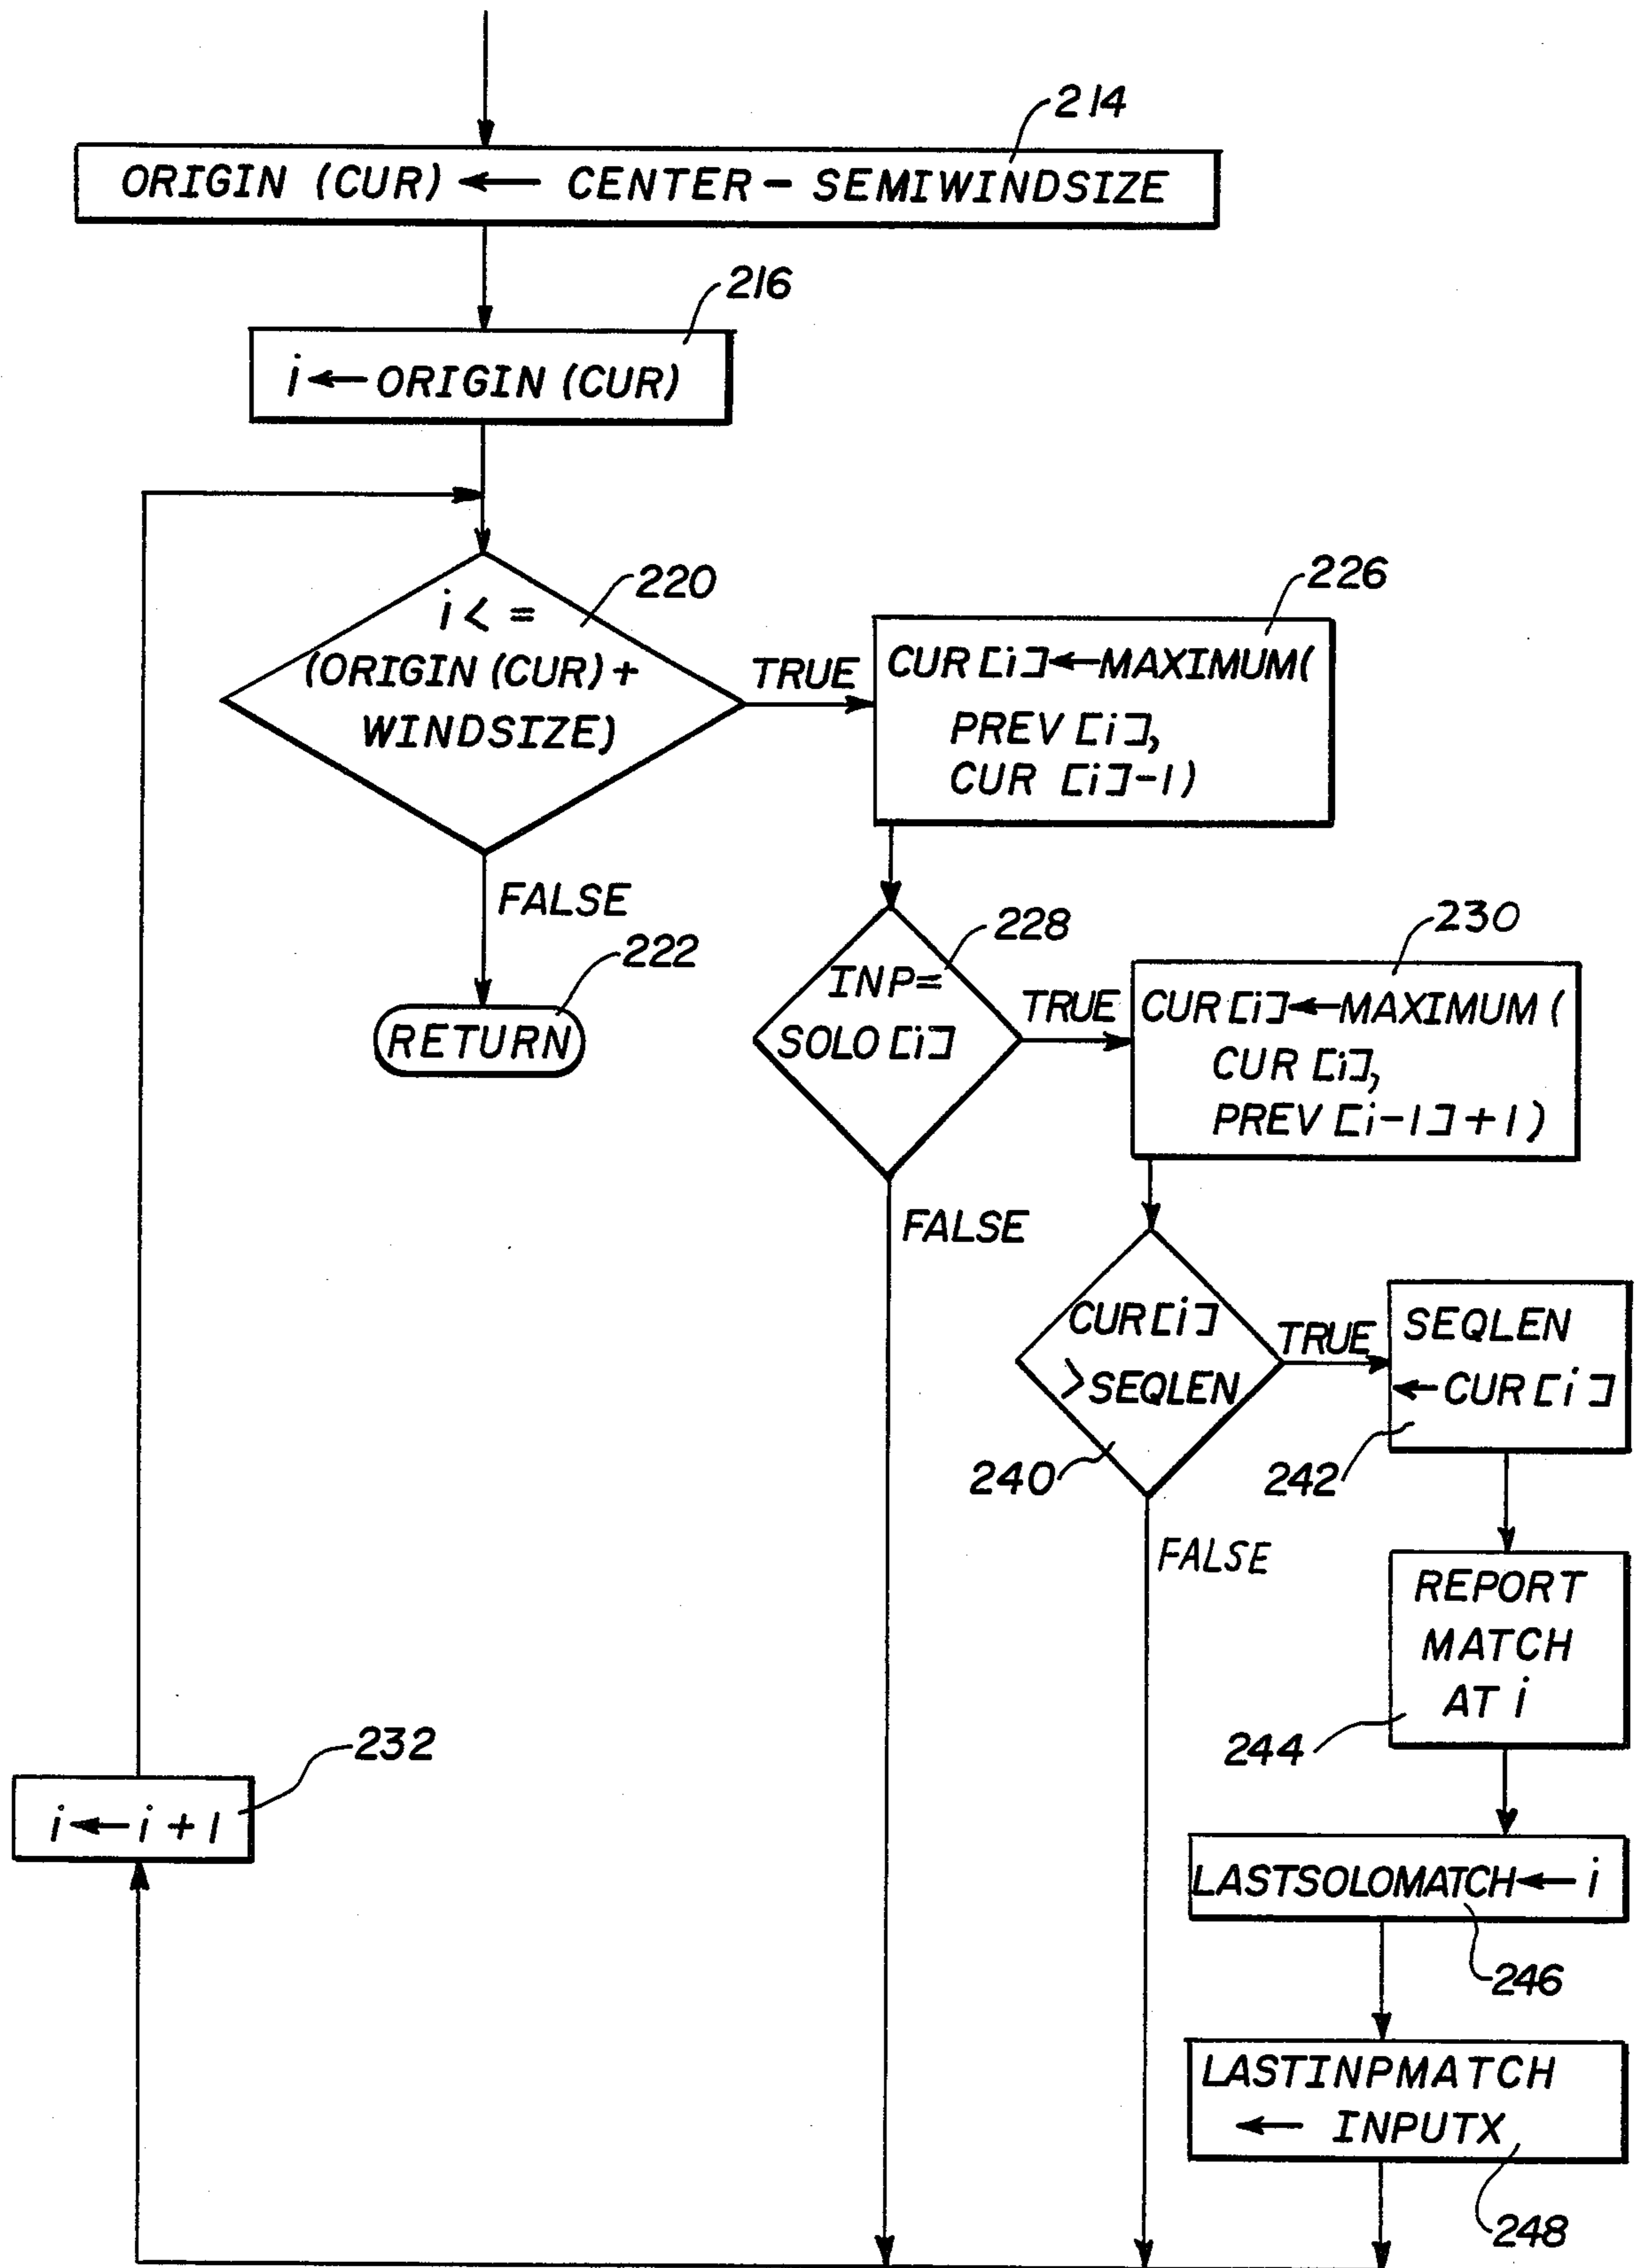 214
ORIGIN (CUR) ← CENTER - SEMIWINDSIZE
216
i ← ORIGIN (CUR)
220
i < =
(ORIGIN (CUR) +
WINDSIZE)
TRUE
226
CUR [i] ← MAXIMUM(
PREV [i],
CUR [i]-1)
FALSE
222
RETURN
228
INP=
SOLO [i]
TRUE
230
CUR [i] ← MAXIMUM (
CUR [i],
PREV [i-1] +1)
FALSE
CUR [i]
>SEQLEN
TRUE
240
SEQLEN
← CUR [i]
242
FALSE
REPORT
MATCH
AT i
244
232
i ← i + 1
LASTSOLOMATCH ← i
246
LASTINPMATCH
← INPUTX
248